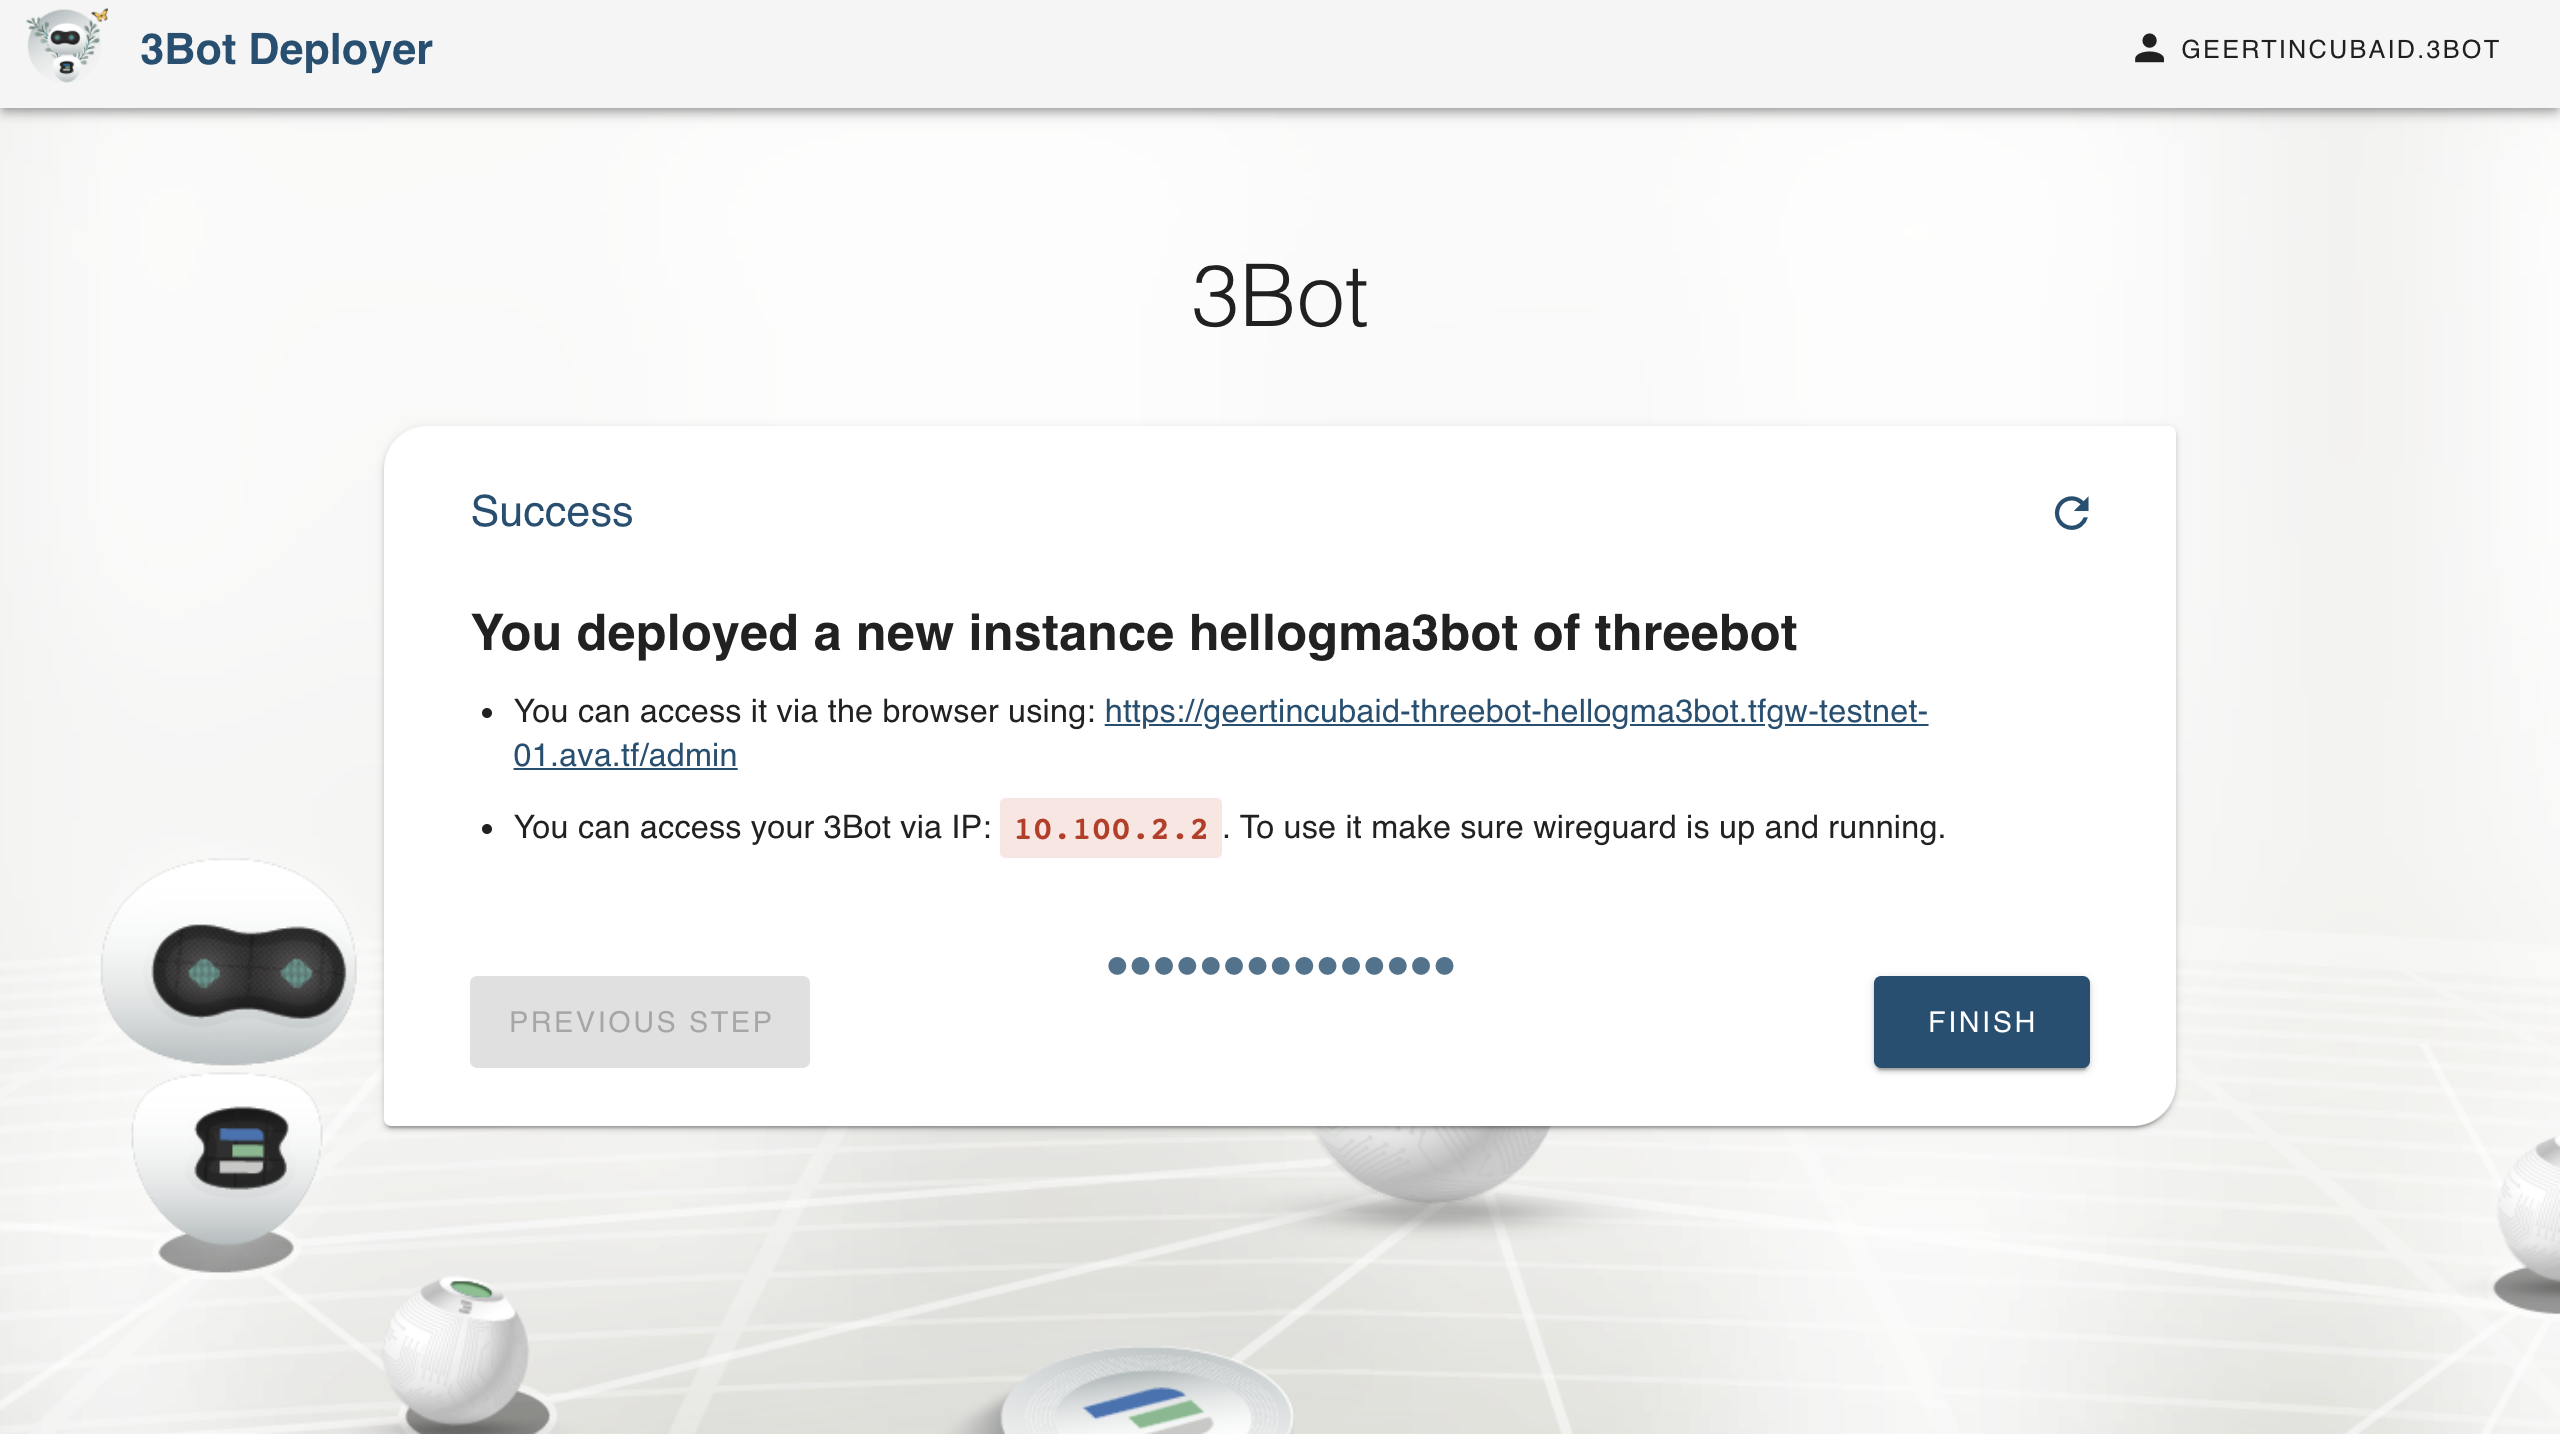 3Bot Deployer
GEERTINCUBAID.3BOT
3Bot
Success
You deployed a new instance hellogma3bot of threebot
You can access it via the browser using: https://geertincubaid-threebot-hellogma3bot.tfgw-testnet-
01.ava.tf/admin
You can access your 3Bot via IP: 10.100.2.2 . To use it make sure wireguard is up and running.
PREVIOUS STEP
FINISH